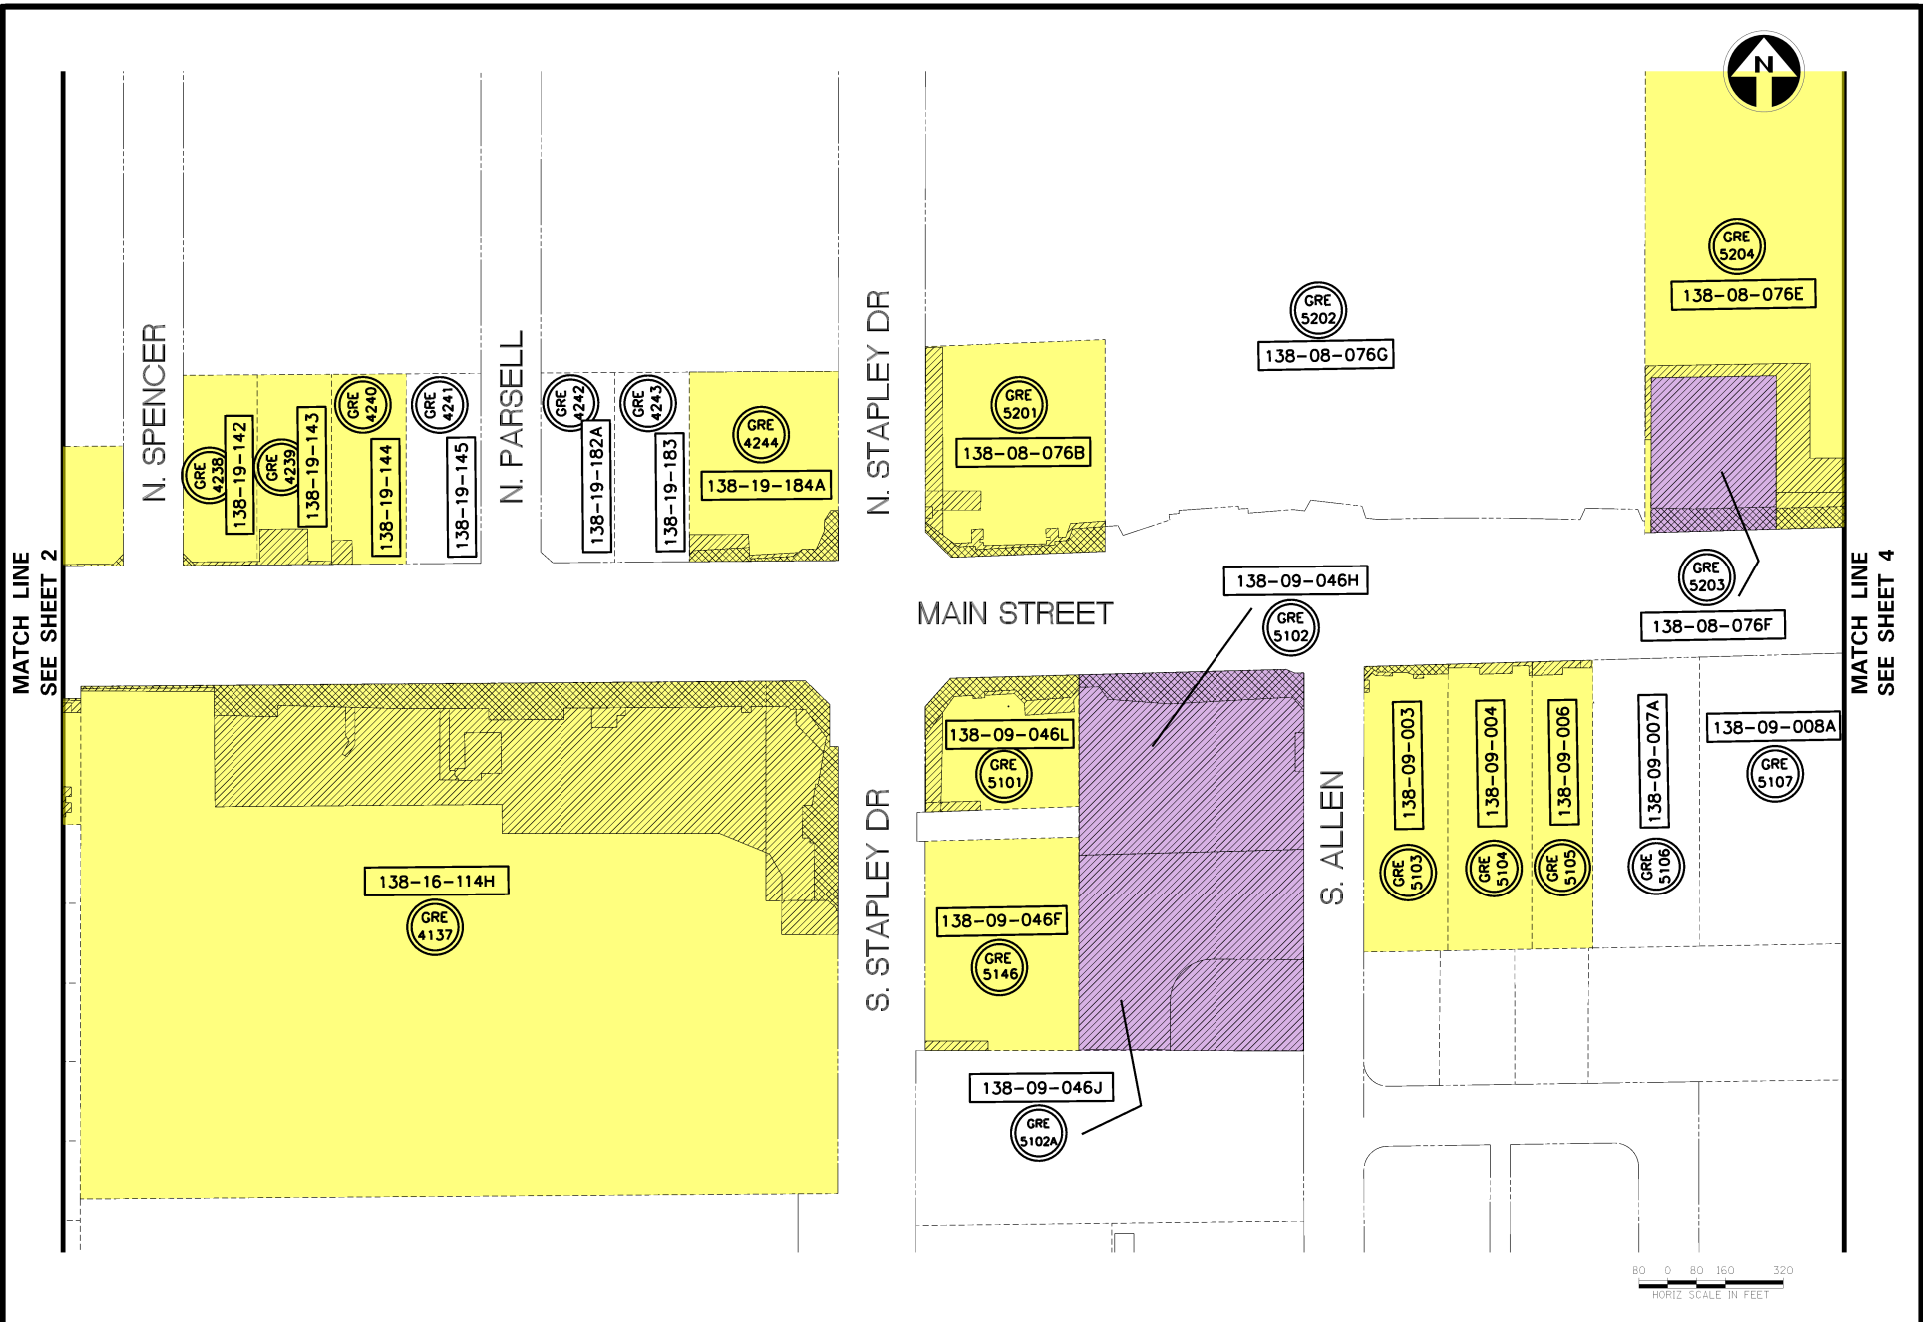 N
GRE
5204
138-08-076E
GRE
5202
138-08-076G
N. SPENCER
N. PARSELL
N. STAPLEY DR
GRE
4238
138-19-142
GRE
4239
138-19-143
GRE
4240
138-19-144
GRE
4241
138-19-145
GRE
4242
138-19-182A
GRE
4243
138-19-183
GRE
4244
138-19-184A
GRE
5201
138-08-076B
MATCH LINE
SEE SHEET 2
MAIN STREET
138-09-046H
GRE
5102
GRE
5203
138-08-076F
MATCH LINE
SEE SHEET 4
138-16-114H
GRE
4137
S. STAPLEY DR
138-09-046L
GRE
5101
138-09-046F
GRE
5146
138-09-046J
GRE
5102A
S. ALLEN
138-09-003
GRE
5103
138-09-004
GRE
5104
138-09-006
GRE
5105
138-09-007A
GRE
5106
138-09-008A
GRE
5107
80 0 80 160 320
HORIZ SCALE IN FEET